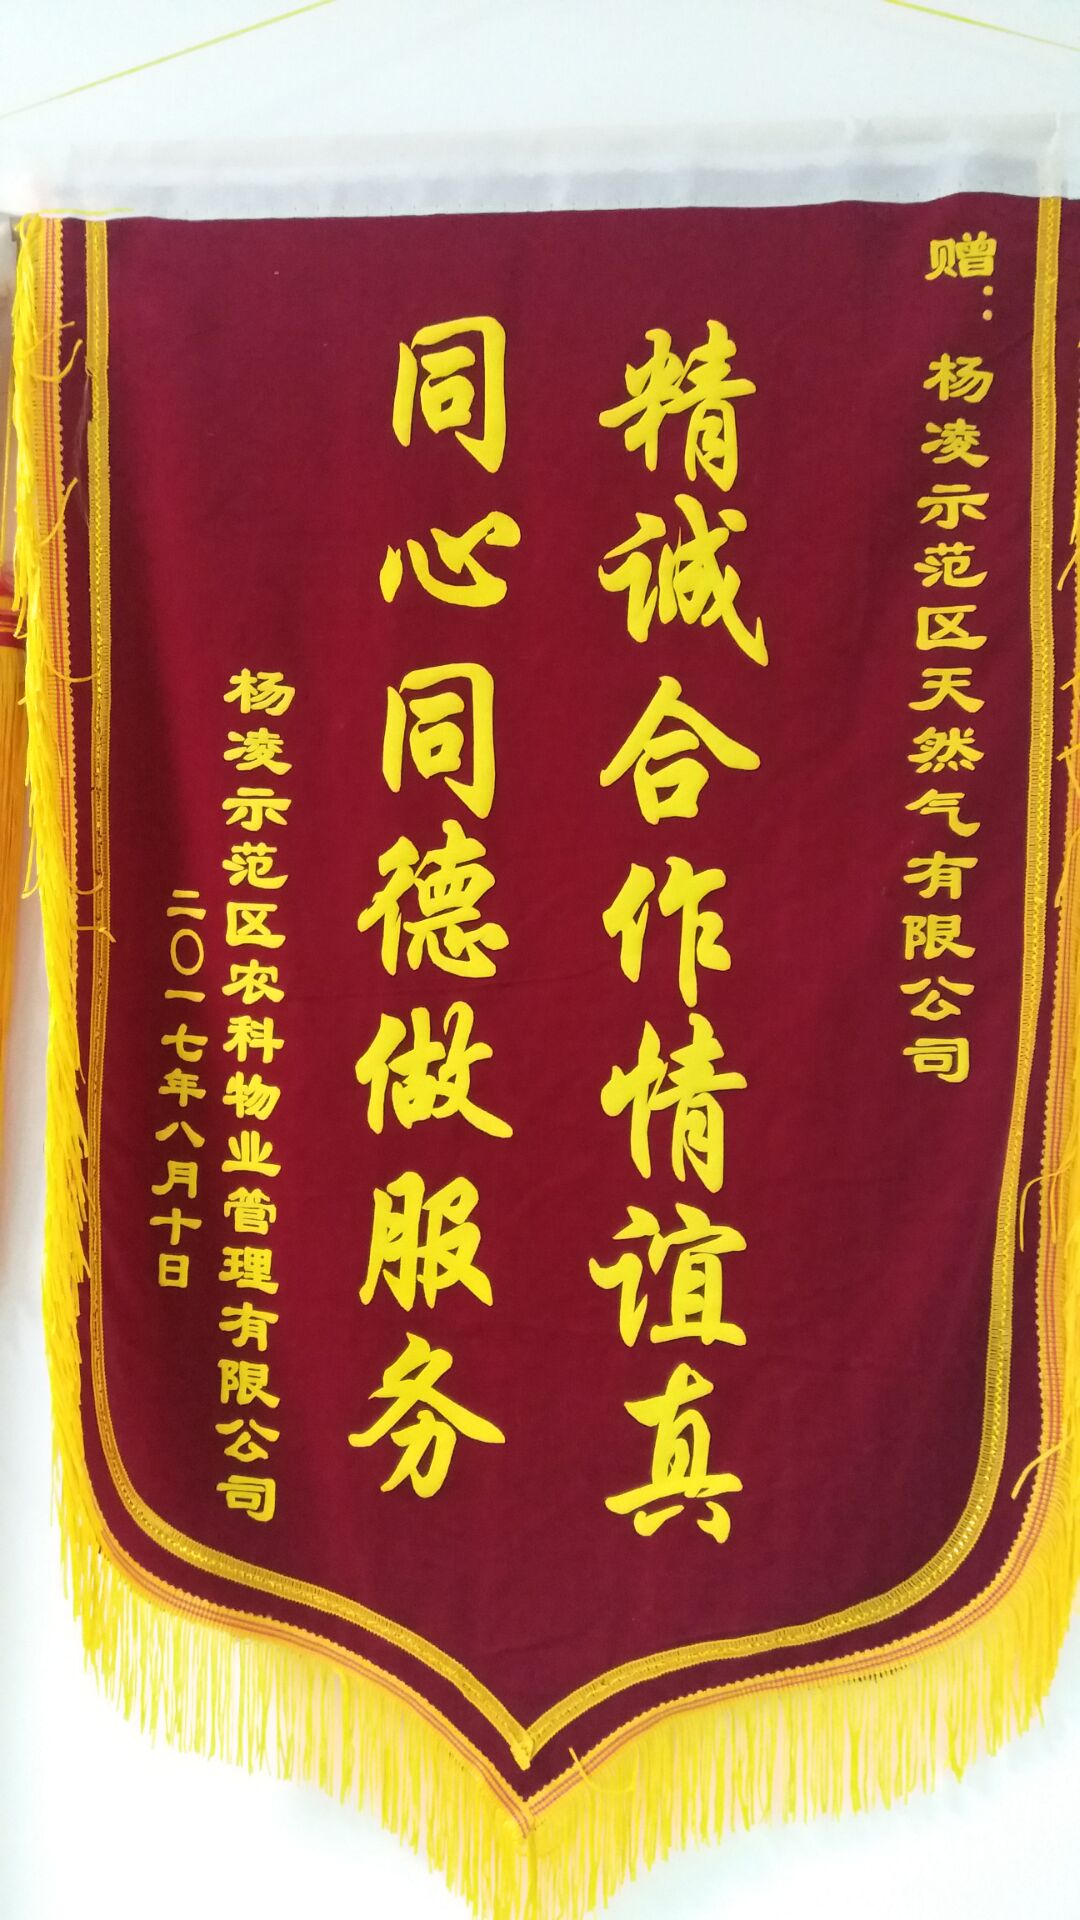 赠：杨凌示范区天然气有限公司
精诚合作情谊真
同心同德做服务
杨凌示范区农科物业管理有限公司
二〇一七年八月十日